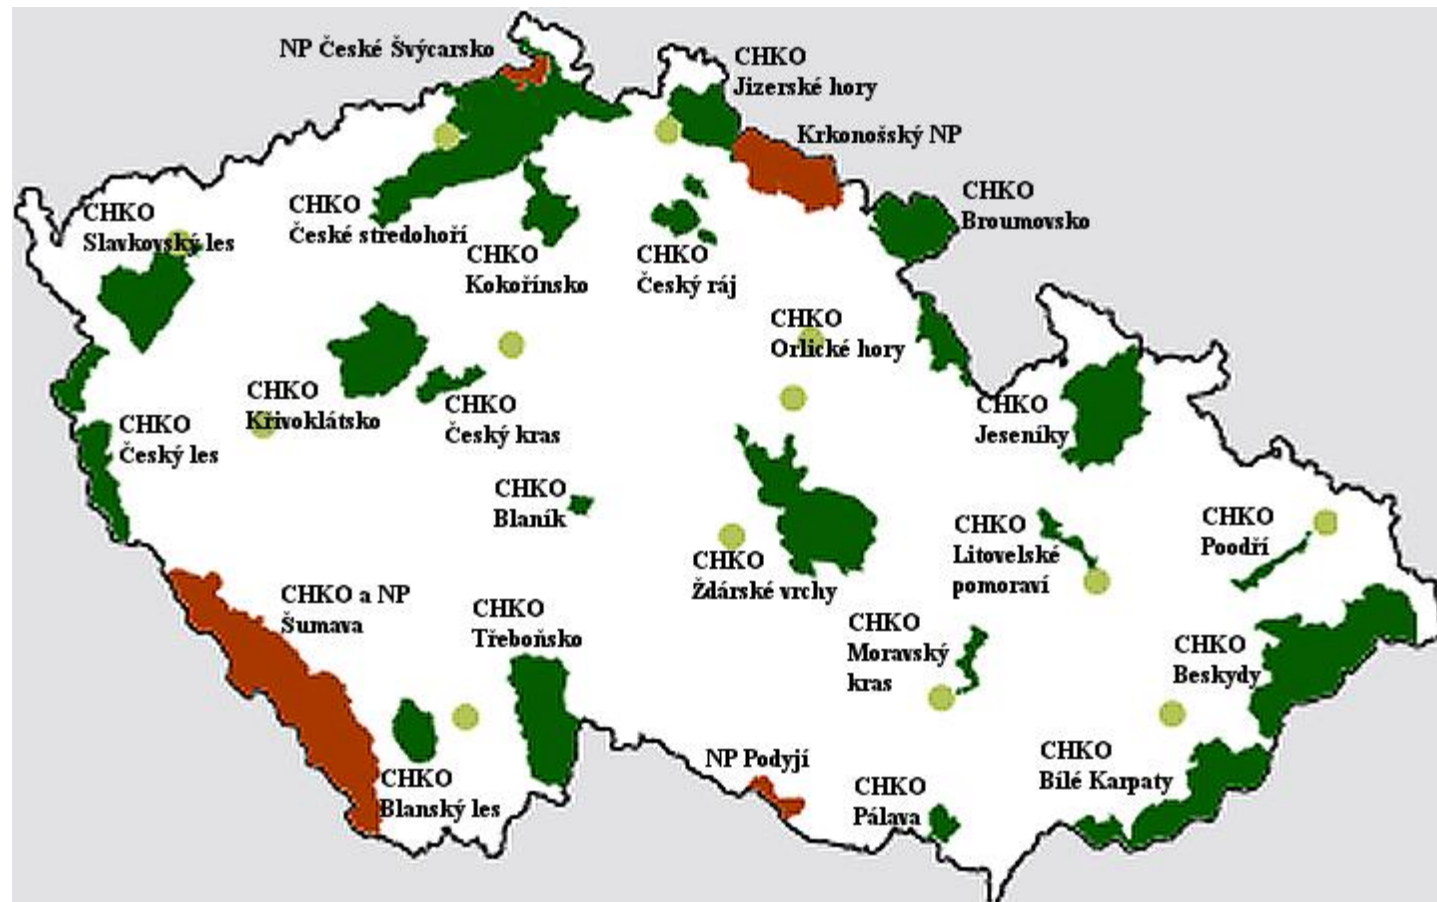 NP České Švýcarsko
CHKO
Jizerské hory
Krkonošský NP
CHKO
Broumovsko
CHKO
Slavkovský les
CHKO
České stredohoří
CHKO
Kokořínsko
CHKO
Český ráj
CHKO
Orlické hory
CHKO
Křivoklátsko
CHKO
Český kras
CHKO
Český les
CHKO
Jeseníky
CHKO
Blaník
CHKO
Ždárské vrchy
CHKO
Litovelské
pomoraví
CHKO
Poodří
CHKO a NP
Šumava
CHKO
Třeboňsko
CHKO
Moravský
kras
CHKO
Beskydy
CHKO
Blanský les
NP Podyjí
CHKO
Pálava
CHKO
Bílé Karpaty